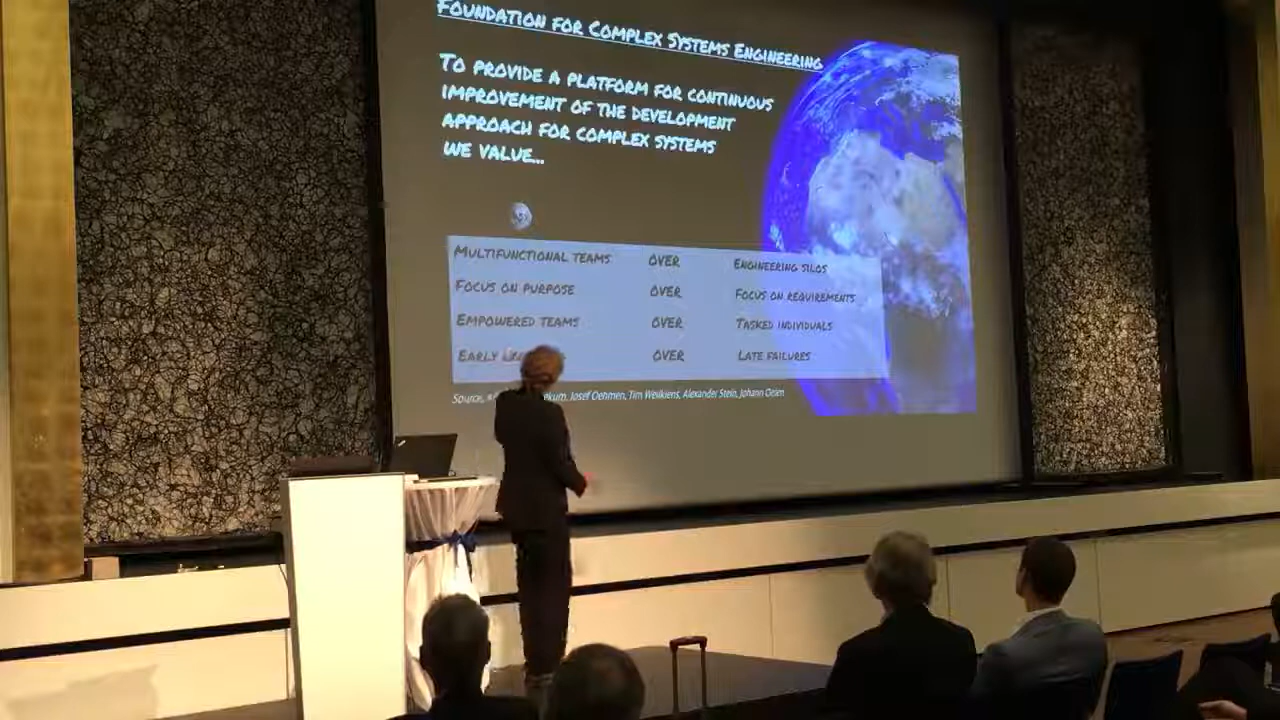 Foundation for Complex Systems Engineering
To provide a platform for continuous
improvement of the development
approach for complex systems
we value...
Multifunctional teams over Engineering silos
Focus on purpose over Focus on requirements
Empowered teams over Tasked individuals
Early over Late failures
Source, Josef Oehmen, Tim Weilkiens, Alexander Stein, Johann